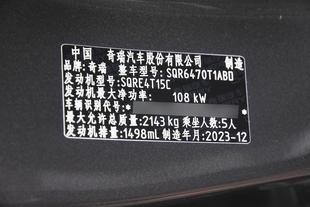 中国 奇瑞汽车股份有限公司 制造
品牌:奇瑞 整车型号:SQR6470T1ABD
发动机型号:SQRE4T15C
发动机最大净功率: 108 kW
车辆识别代号:*
最大允许总质量:2143 kg 乘坐人数:5人
发动机排量:1498mL 制造年月:2023-12